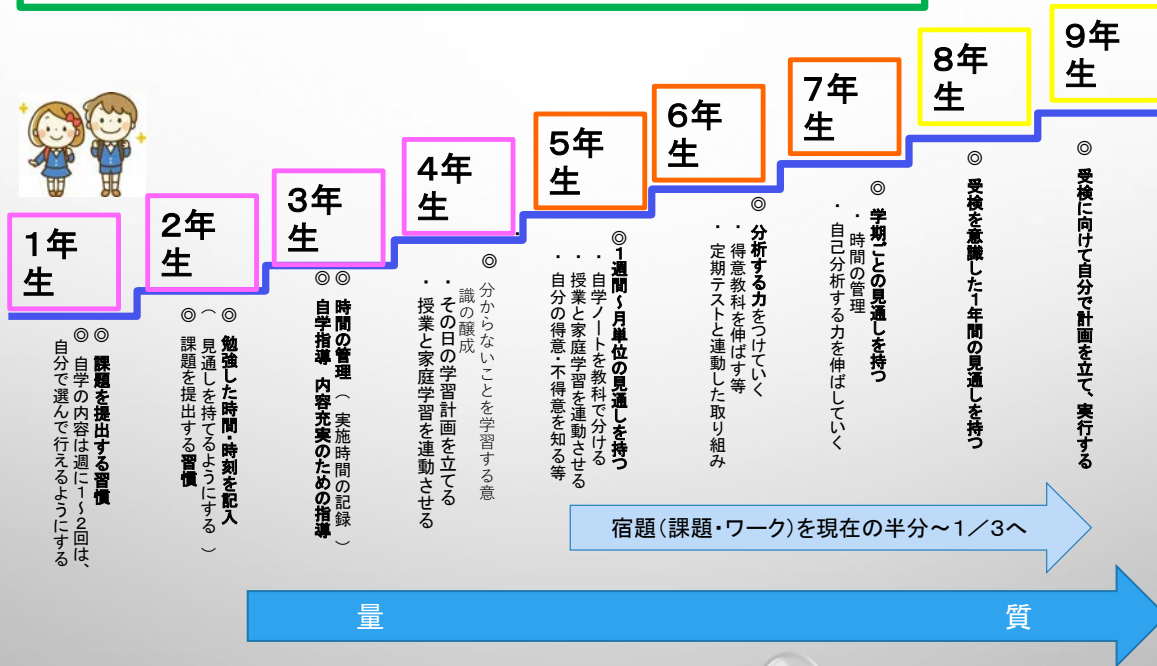 1年
生
◎ 課題を提出する習慣
◎ 自学の内容は週に1～2回は、
自分で選んで行えるようにする
2年
生
◎ 勉強した時間・時刻を記入
（見通しを持てるようにする）
◎ 課題を提出する習慣
3年
生
◎ 時間の管理（実施時間の記録）
◎ 自学指導 内容充実のための指導
4年
生
◎ 分からないことを学習する意
識の醸成
・その日の学習計画を立てる
・授業と家庭学習を連動させる
5年
生
◎1週間～月単位の見通しを持つ
・自学ノートを教科で分ける
・授業と家庭学習を連動させる
・自分の得意・不得意を知る等
6年
生
◎ 分析する力をつけていく
・得意教科を伸ばす等
・定期テストと連動した取り組み
7年
生
◎ 学期ごとの見通しを持つ
・時間の管理
・自己分析する力を伸ばしていく
8年
生
◎ 受検を意識した1年間の見通しを持つ
9年
生
◎ 受検に向けて自分で計画を立て、実行する
宿題(課題・ワーク)を現在の半分～1／3へ
量 質